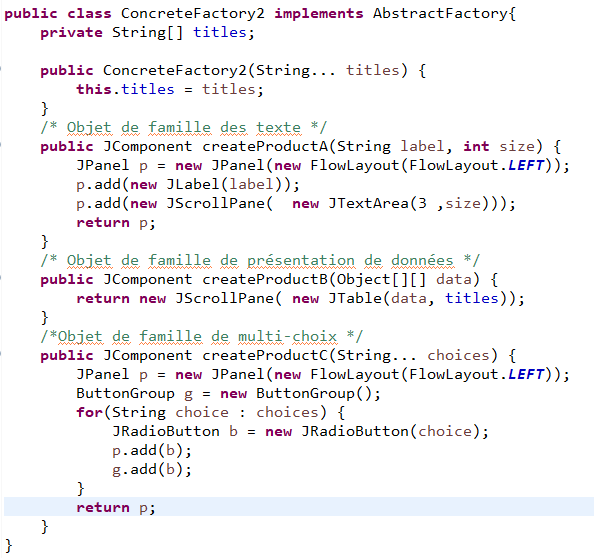 public class ConcreteFactory2 implements AbstractFactory{
    private String[] titles;

    public ConcreteFactory2(String... titles) {
        this.titles = titles;
    }
    /* Objet de famille des texte */
    public JComponent createProductA(String label, int size) {
        JPanel p = new JPanel(new FlowLayout(FlowLayout.LEFT));
        p.add(new JLabel(label));
        p.add(new JScrollPane(  new JTextArea(3 ,size)));
        return p;
    }
    /* Objet de famille de présentation de données */
    public JComponent createProductB(Object[][] data) {
        return new JScrollPane( new JTable(data, titles));
    }
    /*Objet de famille de multi-choix */
    public JComponent createProductC(String... choices) {
        JPanel p = new JPanel(new FlowLayout(FlowLayout.LEFT));
        ButtonGroup g = new ButtonGroup();
        for(String choice : choices) {
            JRadioButton b = new JRadioButton(choice);
            p.add(b);
            g.add(b);
        }
        return p;
    }
}